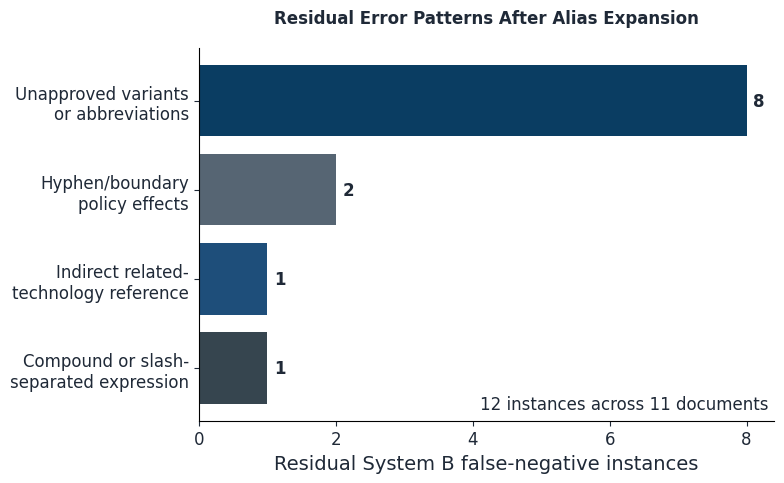 Residual Error Patterns After Alias Expansion
Unapproved variants
or abbreviations
8
Hyphen/boundary
policy effects
2
Indirect related-
technology reference
1
Compound or slash-
separated expression
1
12 instances across 11 documents
0 2 4 6 8
Residual System B false-negative instances